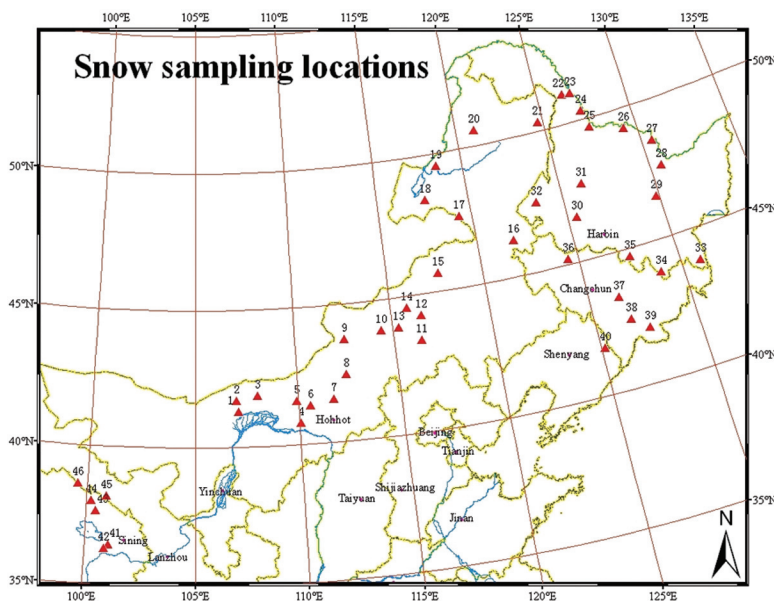 100°E 105°E 110°E 115°E 120°E 125°E 130°E 135°E
Snow sampling locations
50°N
22 23
24
20 21 25 26
27
28
50°N 19
18 31 29
17 32
30
45°N
16 Harbin
36 35 33
34
15
Changchun
45°N 14 12 37
10 13 38 39
9 11
40
Shenyang
40°N
8
2 3
1 5 6 7
4 Hohhot
40°N Beijing
Tianjin
46 45
44 43
Yinchuan Taiyuan Shijiazhuang
35°N
Jinan
N
42 41 Sining
Lanzhou
35°N
100°E 105°E 110°E 115°E 120°E 125°E